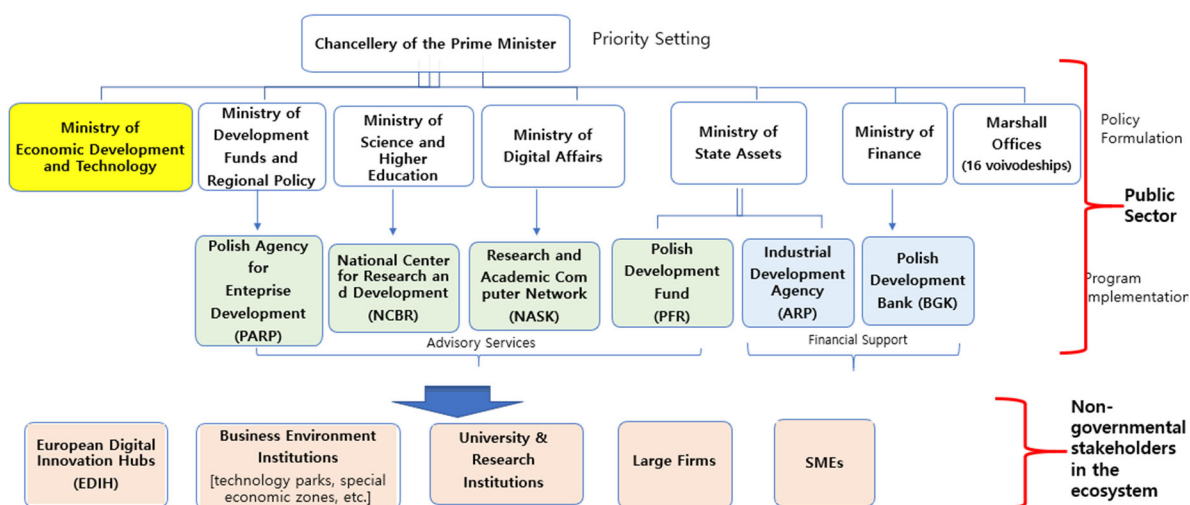 Chancellery of the Prime Minister
Priority Setting
Ministry of
Economic Development
and Technology
Ministry of
Development
Funds and
Regional Policy
Ministry of
Science and
Higher
Education
Ministry of
Digital Affairs
Ministry of
State Assets
Ministry of
Finance
Marshall
Offices
(16 voivodeships)
Policy
Formulation
Public
Sector
Polish Agency
for
Enteprise
Development
(PARP)
National Center
for Research an
d Development
(NCBR)
Research and
Academic Com
puter Network
(NASK)
Polish
Development
Fund
(PFR)
Industrial
Development
Agency
(ARP)
Polish
Development
Bank (BGK)
Program
Implementation
Advisory Services
Financial Support
European Digital
Innovation Hubs
(EDIH)
Business Environment
Institutions
[technology parks, special
economic zones, etc.]
University &
Research
Institutions
Large Firms
SMEs
Non-
governmental
stakeholders
in the
ecosystem